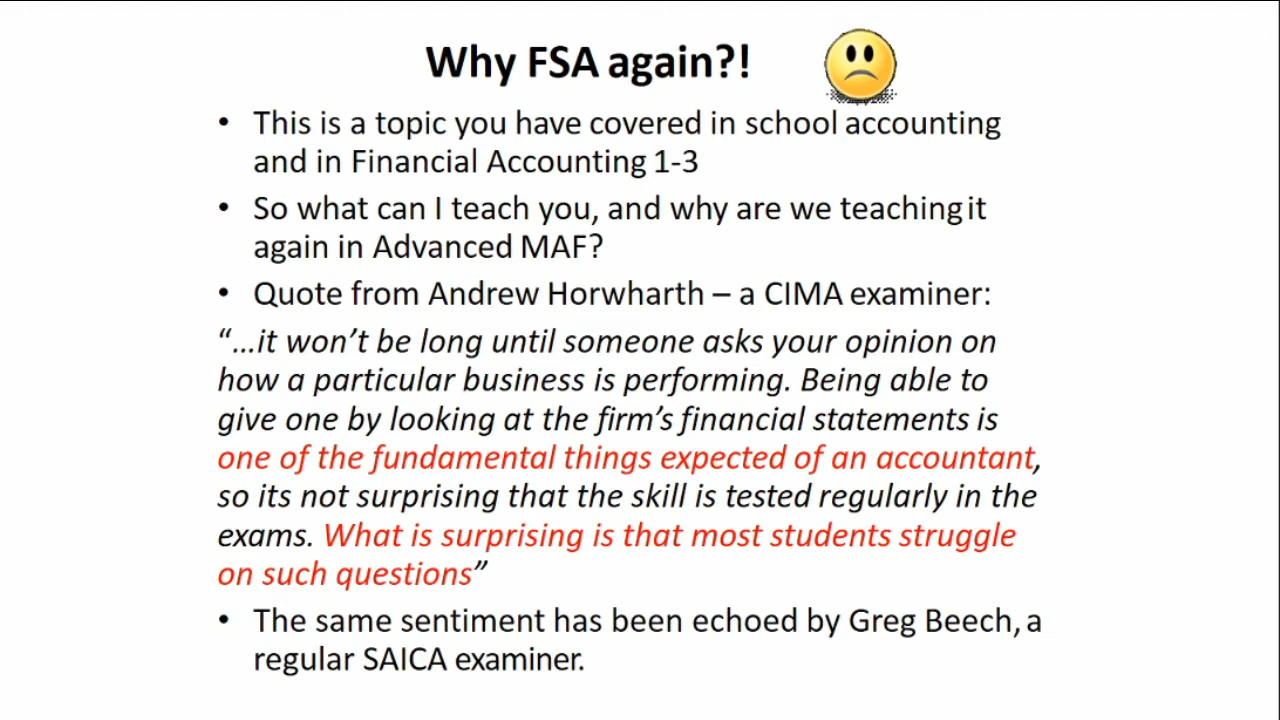 Why FSA again?!
• This is a topic you have covered in school accounting
and in Financial Accounting 1-3
• So what can I teach you, and why are we teaching it
again in Advanced MAF?
• Quote from Andrew Horwharth – a CIMA examiner:
“…it won’t be long until someone asks your opinion on
how a particular business is performing. Being able to
give one by looking at the firm’s financial statements is
one of the fundamental things expected of an accountant,
so its not surprising that the skill is tested regularly in the
exams. What is surprising is that most students struggle
on such questions”
• The same sentiment has been echoed by Greg Beech, a
regular SAICA examiner.